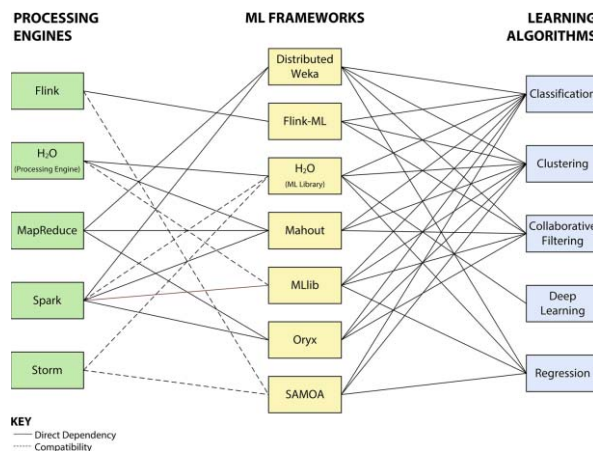 PROCESSING
ENGINES
ML FRAMEWORKS
LEARNING
ALGORITHMS
Flink
H₂O
(Processing Engine)
MapReduce
Spark
Storm
Distributed
Weka
Flink-ML
H₂O
(ML Library)
Mahout
MLlib
Oryx
SAMOA
Classification
Clustering
Collaborative
Filtering
Deep
Learning
Regression
KEY
Direct Dependency
Compatibility